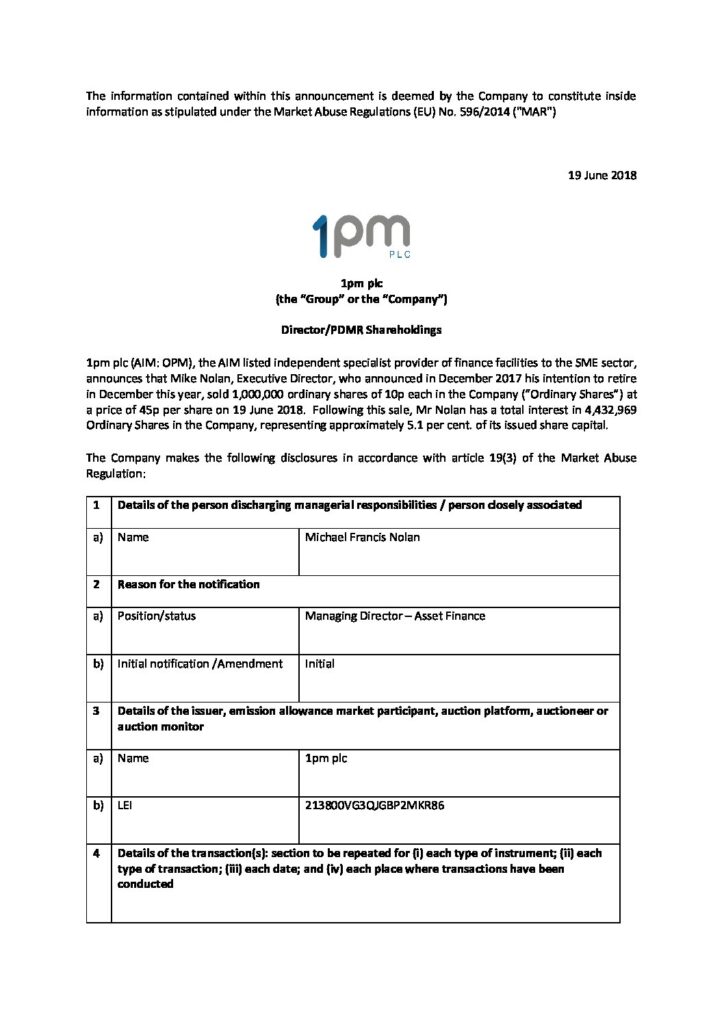 The information contained within this announcement is deemed by the Company to constitute inside
information as stipulated under the Market Abuse Regulations (EU) No. 596/2014 ("MAR")
19 June 2018
1pm
PLC
1pm plc
(the “Group” or the “Company”)
Director/PDMR Shareholdings
1pm plc (AIM: OPM), the AIM listed independent specialist provider of finance facilities to the SME sector,
announces that Mike Nolan, Executive Director, who announced in December 2017 his intention to retire
in December this year, sold 1,000,000 ordinary shares of 10p each in the Company (“Ordinary Shares”) at
a price of 45p per share on 19 June 2018. Following this sale, Mr Nolan has a total interest in 4,432,969
Ordinary Shares in the Company, representing approximately 5.1 per cent. of its issued share capital.
The Company makes the following disclosures in accordance with article 19(3) of the Market Abuse
Regulation:
1 Details of the person discharging managerial responsibilities / person closely associated
a) Name Michael Francis Nolan
2 Reason for the notification
a) Position/status Managing Director – Asset Finance
b) Initial notification /Amendment Initial
3 Details of the issuer, emission allowance market participant, auction platform, auctioneer or
auction monitor
a) Name 1pm plc
b) LEI 213800VG3QJGBP2MKR86
4 Details of the transaction(s): section to be repeated for (i) each type of instrument; (ii) each
type of transaction; (iii) each date; and (iv) each place where transactions have been
conducted